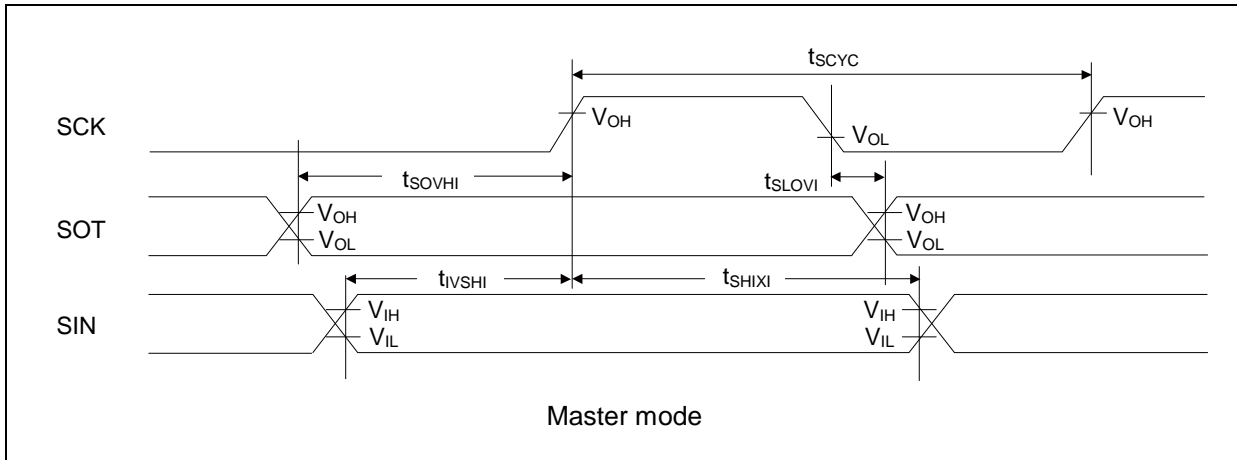 tSCYC
SCK
VOH
VOL
VOH
tSOVHI
tSLOVI
SOT
VOH
VOL
VOH
VOL
tIVSHI
tSHIXI
SIN
VIH
VIL
VIH
VIL
Master mode